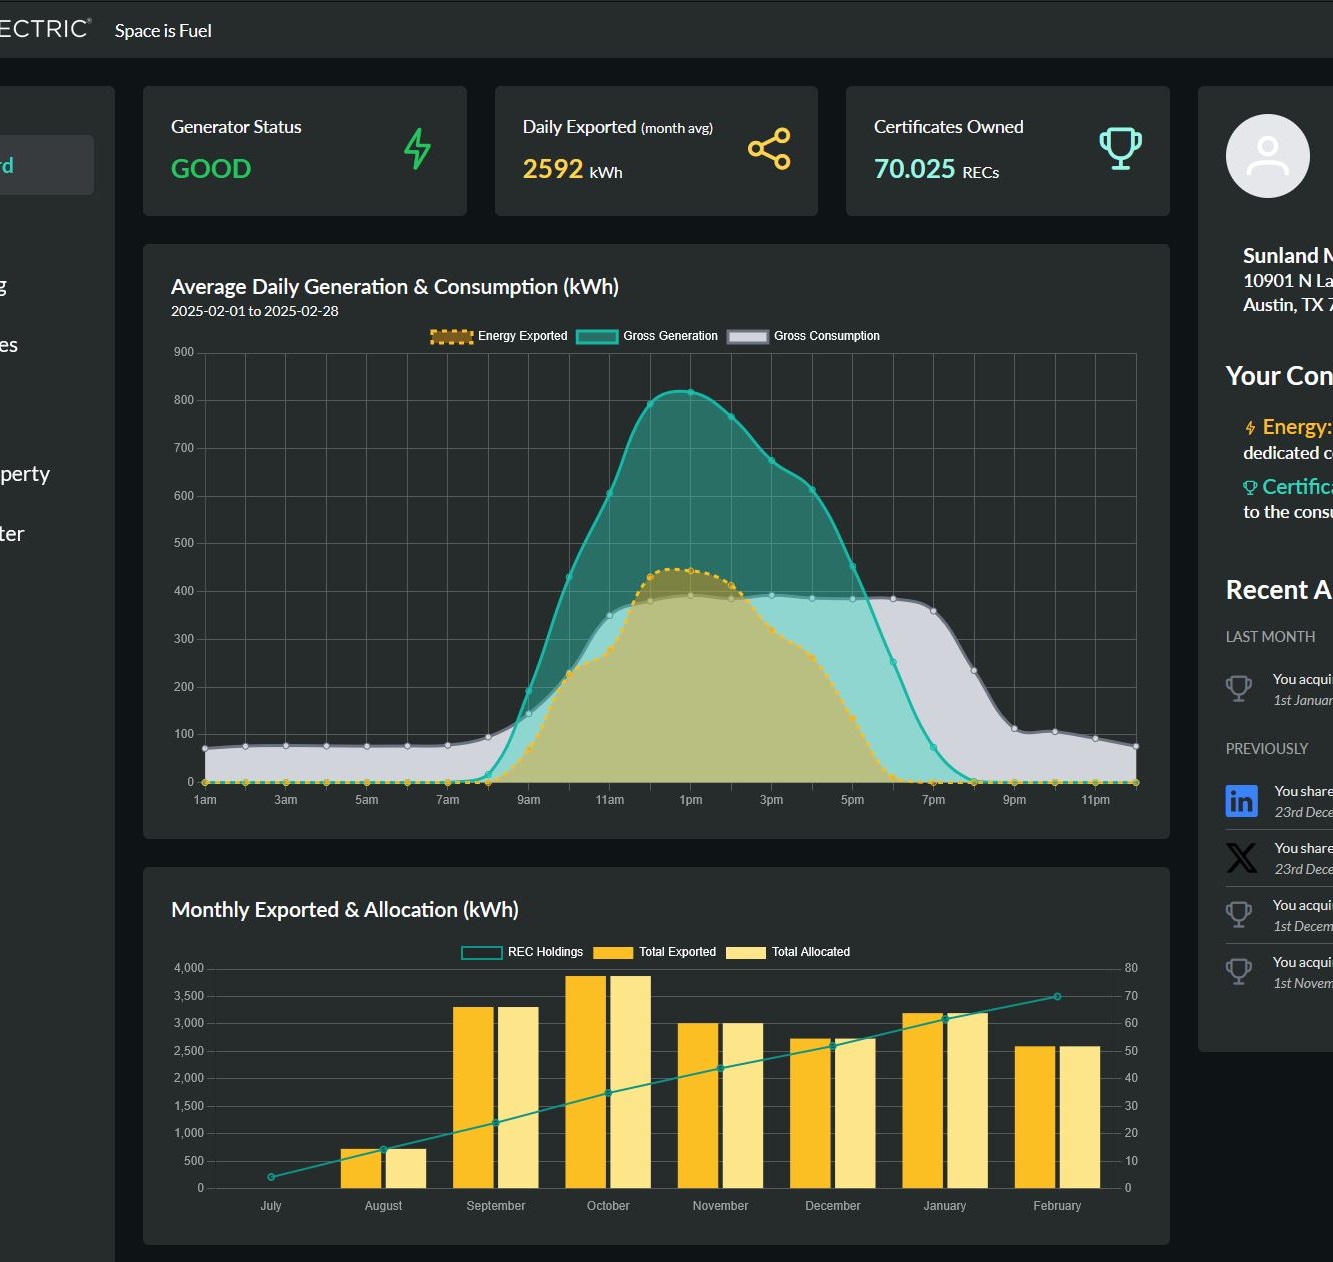 ECTRIC® Space is Fuel
rd
g
es
perty
ter
Generator Status
GOOD
Daily Exported (month avg)
2592 kWh
Certificates Owned
70.025 RECs
Average Daily Generation & Consumption (kWh)
2025-02-01 to 2025-02-28
Energy Exported Gross Generation Gross Consumption
900
800
700
600
500
400
300
200
100
0
1am 3am 5am 7am 9am 11am 1pm 3pm 5pm 7pm 9pm 11pm
Monthly Exported & Allocation (kWh)
REC Holdings Total Exported Total Allocated
4,000 80
3,500 70
3,000 60
2,500 50
2,000 40
1,500 30
1,000 20
500 10
0 0
July August September October November December January February
Sunland N
10901 N La
Austin, TX 7
Your Con
Energy:
dedicated c
Certifica
to the consu
Recent A
LAST MONTH
You acqui
1st Januar
PREVIOUSLY
in You share
23rd Dece
X You share
23rd Dece
You acqui
1st Decem
You acqui
1st Novem